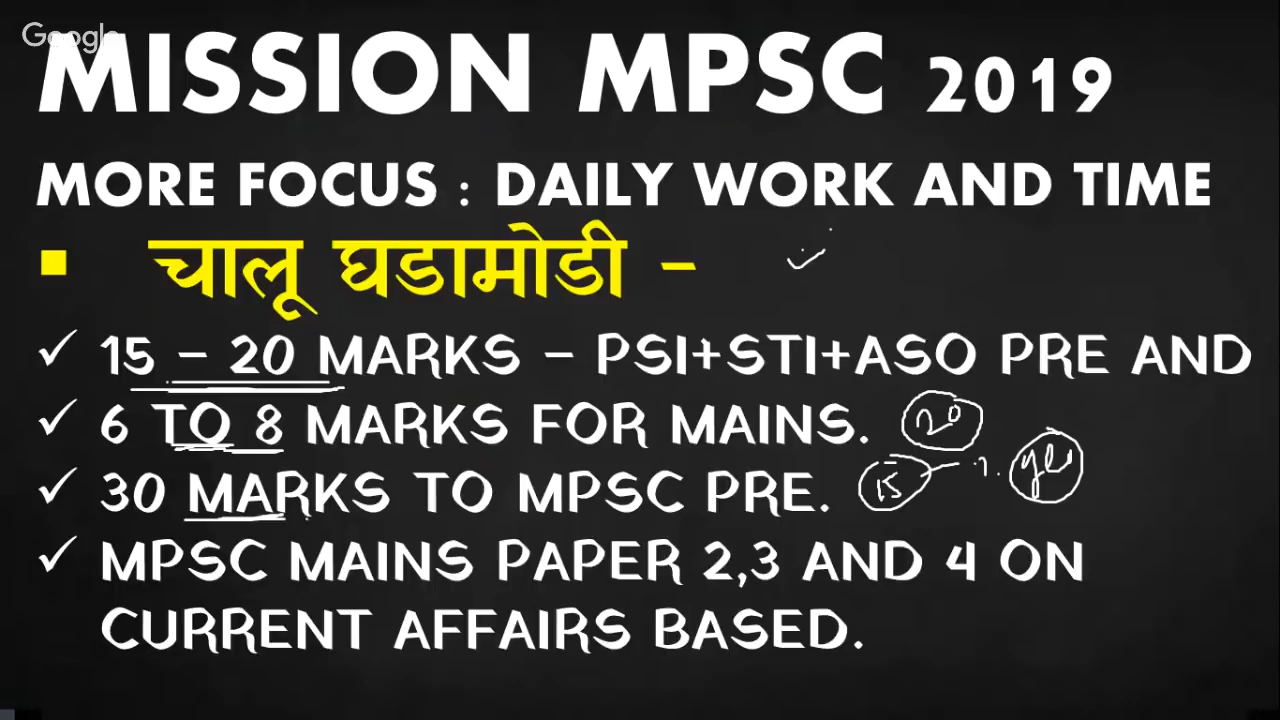 Google
MISSION MPSC 2019
MORE FOCUS : DAILY WORK AND TIME
▪ चालू घडामोडी –
✓ 15 – 20 MARKS – PSI+STI+ASO PRE AND
✓ 6 TO 8 MARKS FOR MAINS. 20
✓ 30 MARKS TO MPSC PRE. 15
✓ MPSC MAINS PAPER 2,3 AND 4 ON
CURRENT AFFAIRS BASED.